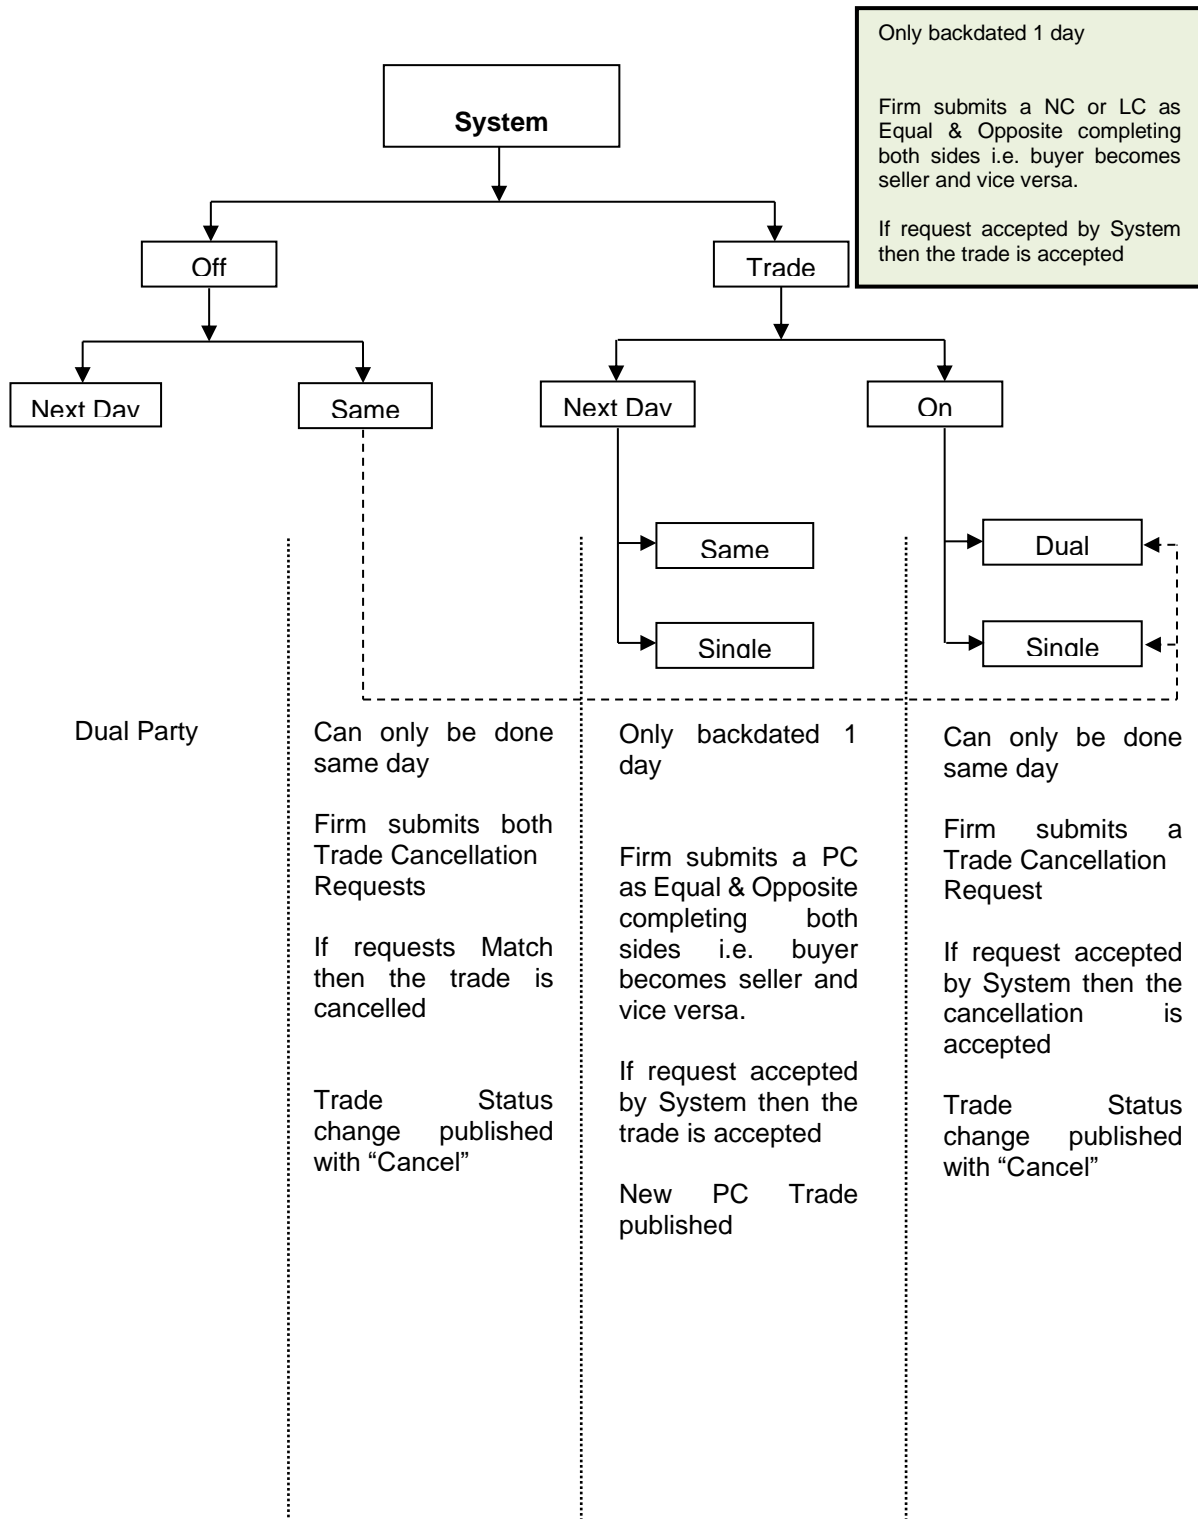 Only backdated 1 day
Firm submits a NC or LC as
Equal & Opposite completing
both sides i.e. buyer becomes
seller and vice versa.
If request accepted by System
then the trade is accepted
System
Off
Trade
Next Day
Same
Next Day
On
Same
Dual
Single
Single
Dual Party
Can only be done
same day
Firm submits both
Trade Cancellation
Requests
If requests Match
then the trade is
cancelled
Trade Status
change published
with “Cancel”
Only backdated 1
day
Firm submits a PC
as Equal & Opposite
completing both
sides i.e. buyer
becomes seller and
vice versa.
If request accepted
by System then the
trade is accepted
New PC Trade
published
Can only be done
same day
Firm submits a
Trade Cancellation
Request
If request accepted
by System then the
cancellation is
accepted
Trade Status
change published
with “Cancel”